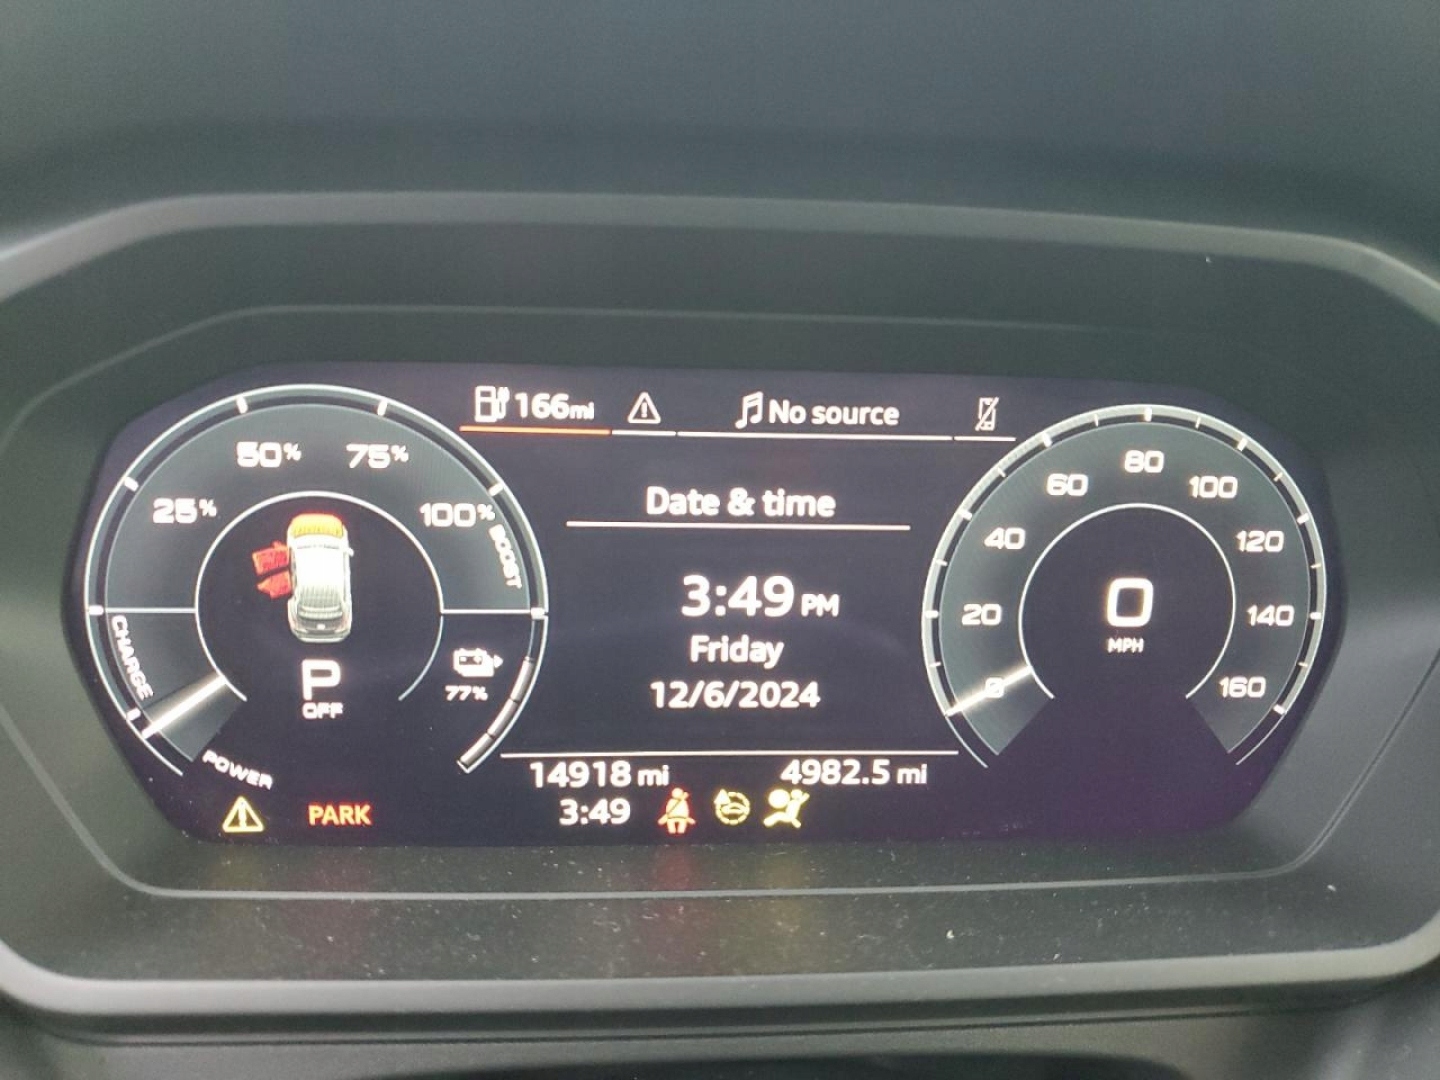 166mi
No source
50%
75%
25%
100%
BOOST
Date & time
3:49 PM
Friday
12/6/2024
P
OFF
77%
CHARGE
POWER
0
20
40
60
80
100
120
140
160
0
MPH
14918 mi
4982.5 mi
PARK
3:49